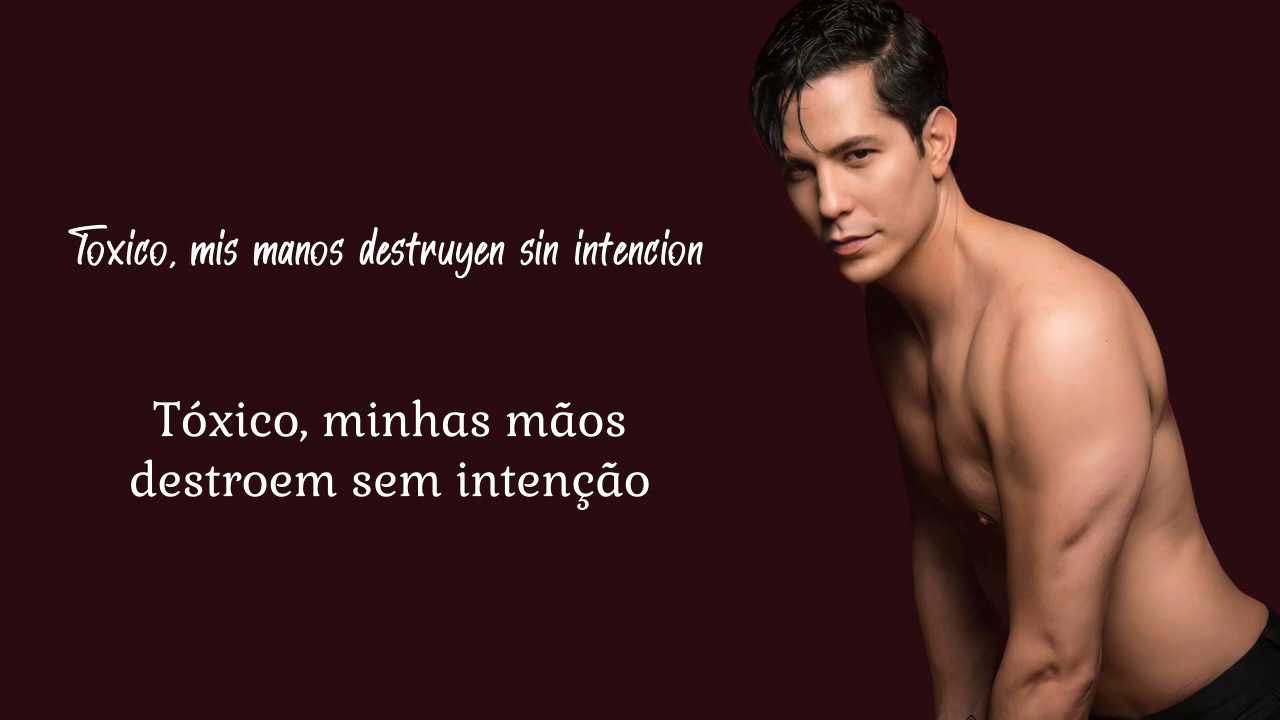 Toxico, mis manos destruyen sin intencion
Tóxico, minhas mãos
destroem sem intenção